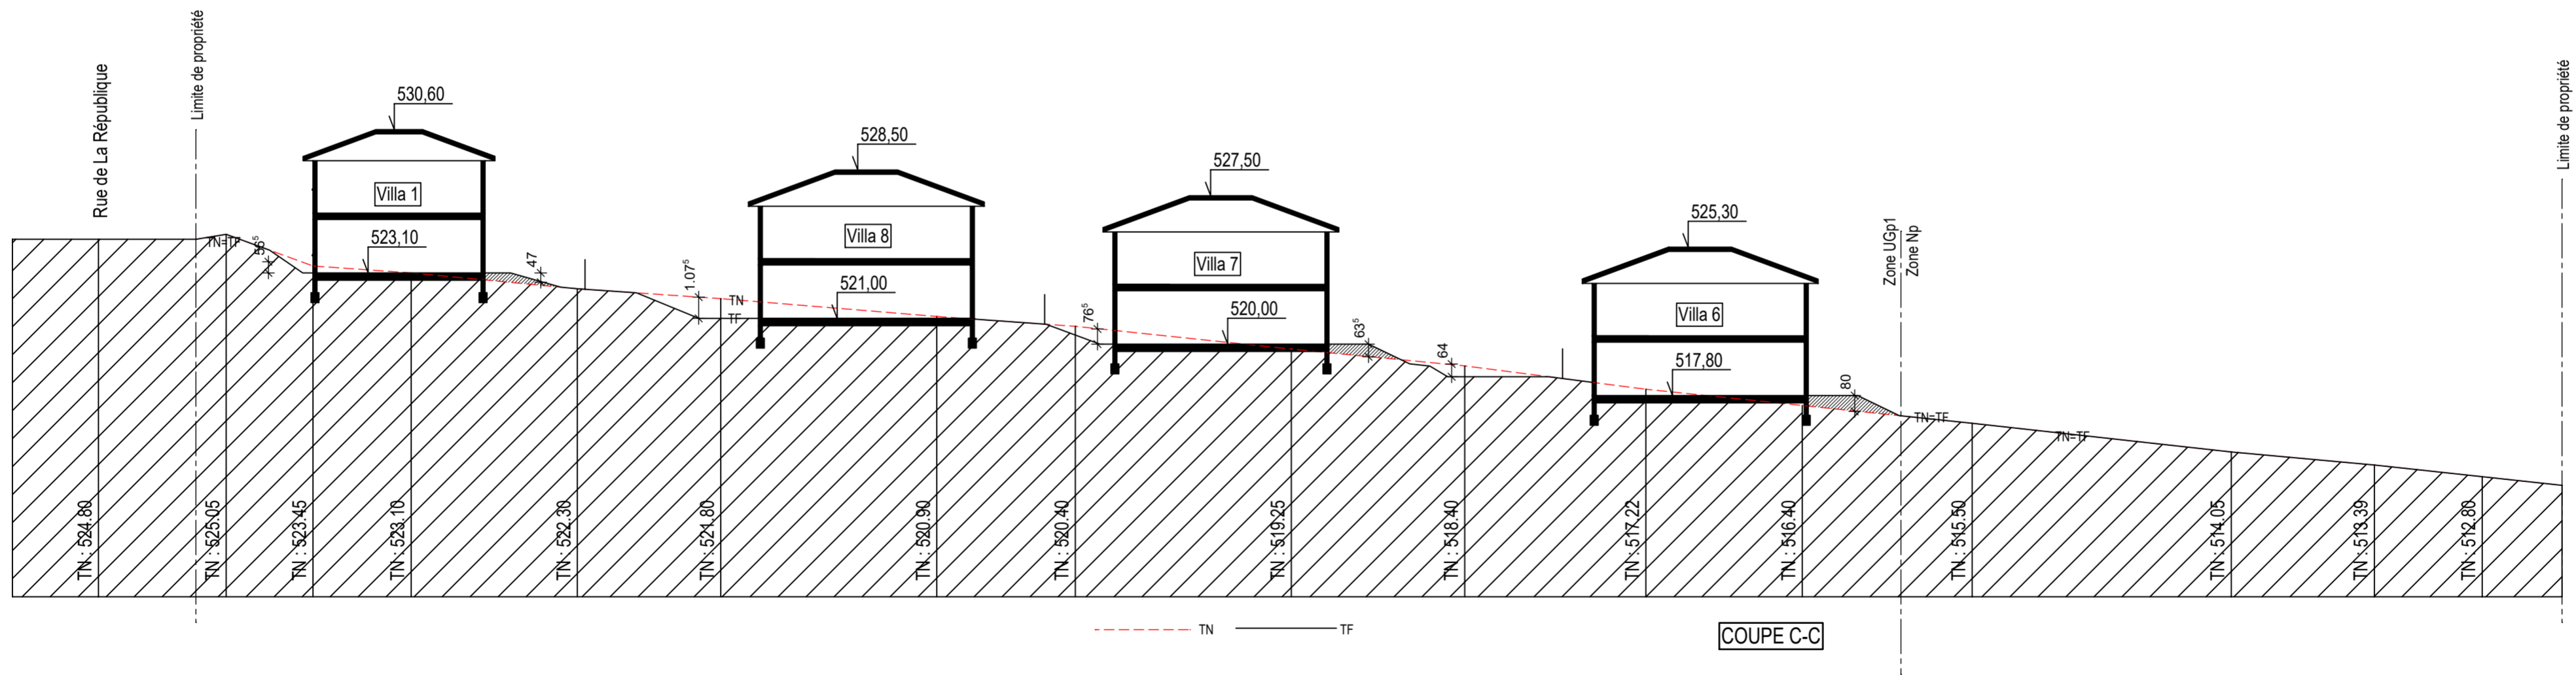 Rue de La République
Limite de propriété
530,60
Villa 1
523,10
TN=TF
56⁵
47
528,50
Villa 8
521,00
1.07⁵
TN
TF
527,50
Villa 7
520,00
76⁵
63⁵
64
525,30
Villa 6
517,80
80
Zone UGp1
Zone Np
TN=TF
TN=TF
Limite de propriété
TN : 524.80
TN : 525.05
TN : 523.45
TN : 523.10
TN : 522.30
TN : 521.80
TN : 520.90
TN : 520.40
TN : 519.25
TN : 518.40
TN : 517.22
TN : 516.40
TN : 515.50
TN : 514.05
TN : 513.39
TN : 512.80
TN
TF
COUPE C-C